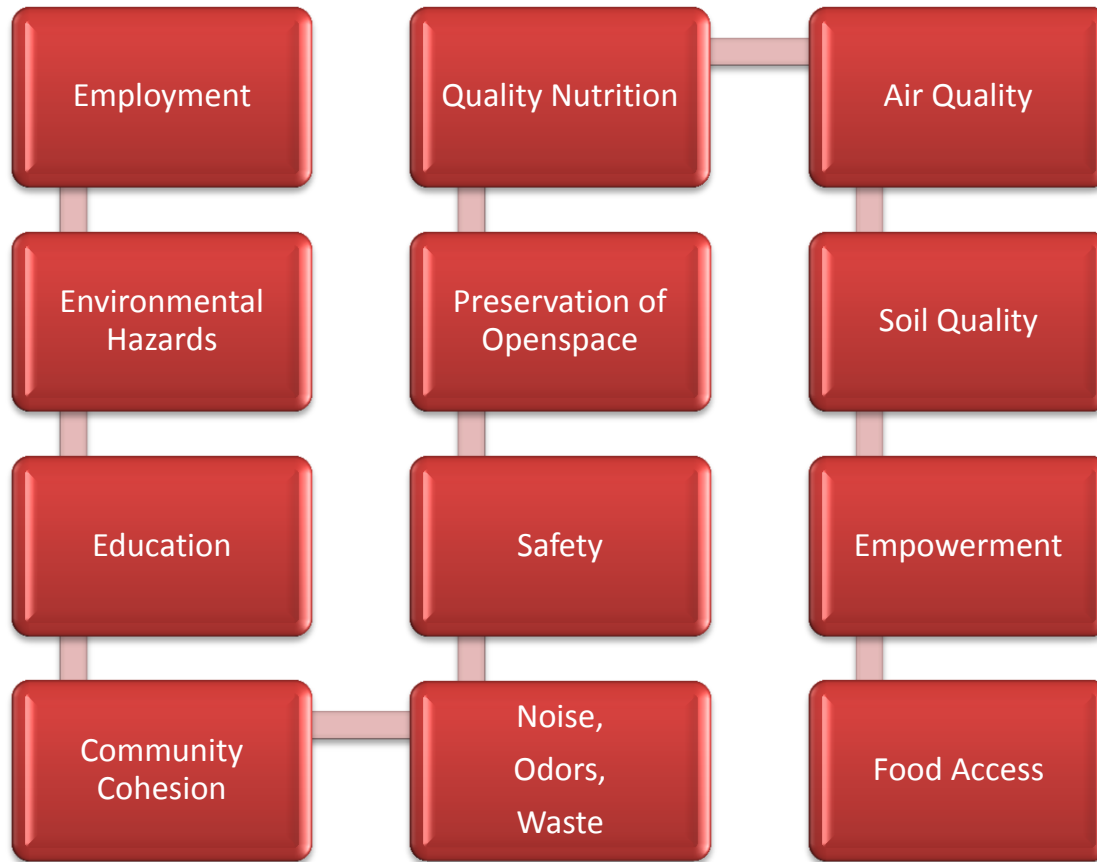 Employment
Environmental
Hazards
Education
Community
Cohesion
Noise,
Odors,
Waste
Safety
Preservation of
Openspace
Quality Nutrition
Air Quality
Soil Quality
Empowerment
Food Access